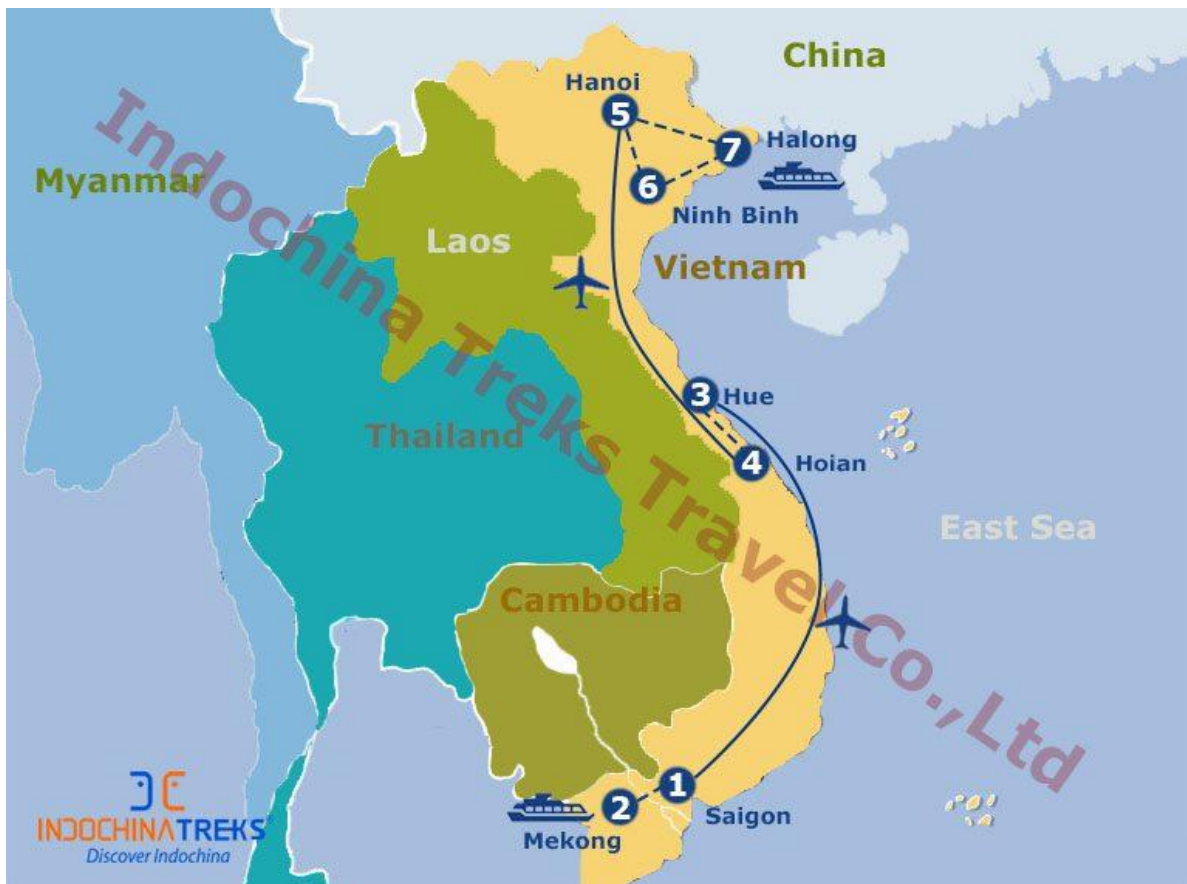 China
Hanoi
5
7
Halong
Myanmar
6
Ninh Binh
Laos
Vietnam
3
Hue
Thailand
4
Hoian
East Sea
Cambodia
1
2
Saigon
Mekong
INDOCHINATREKS®
Discover Indochina
Indochina Treks Travel Co.,Ltd